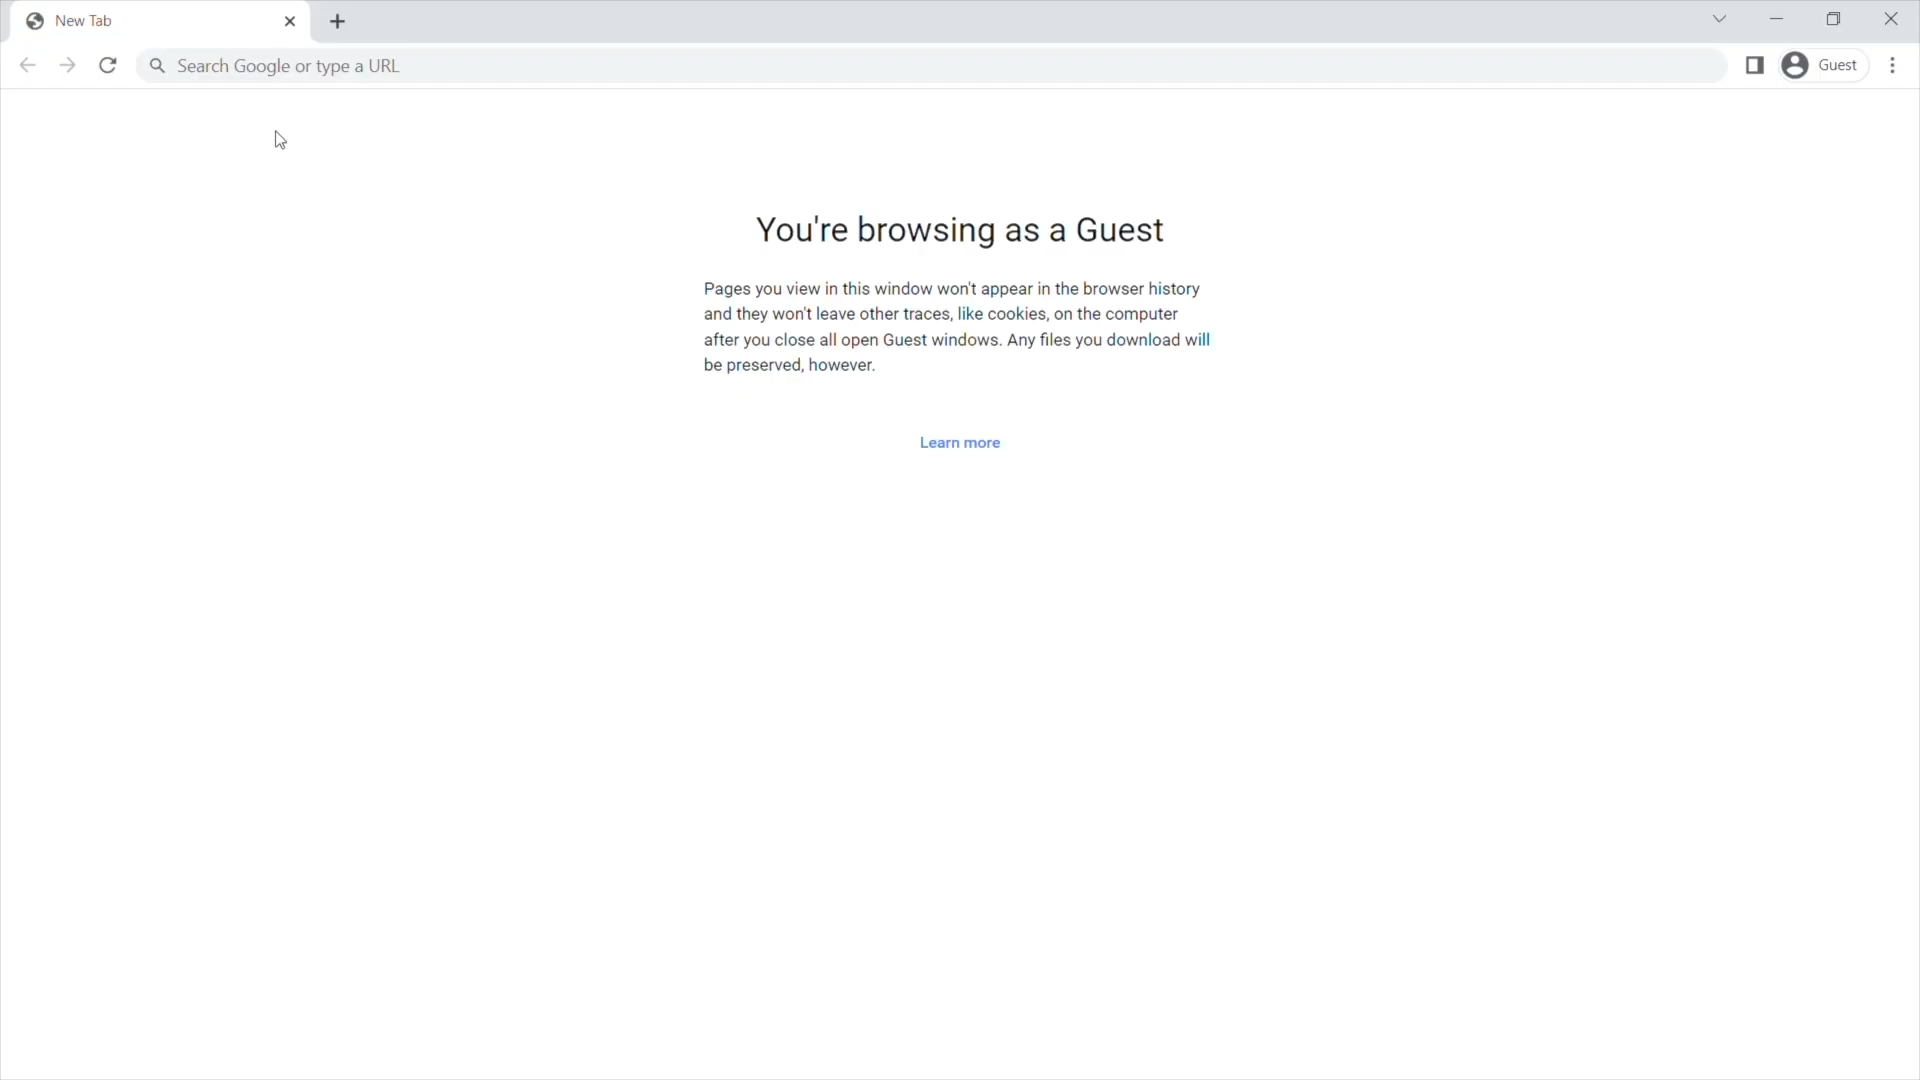 New Tab
Search Google or type a URL
Guest
You're browsing as a Guest
Pages you view in this window won't appear in the browser history
and they won't leave other traces, like cookies, on the computer
after you close all open Guest windows. Any files you download will
be preserved, however.
Learn more